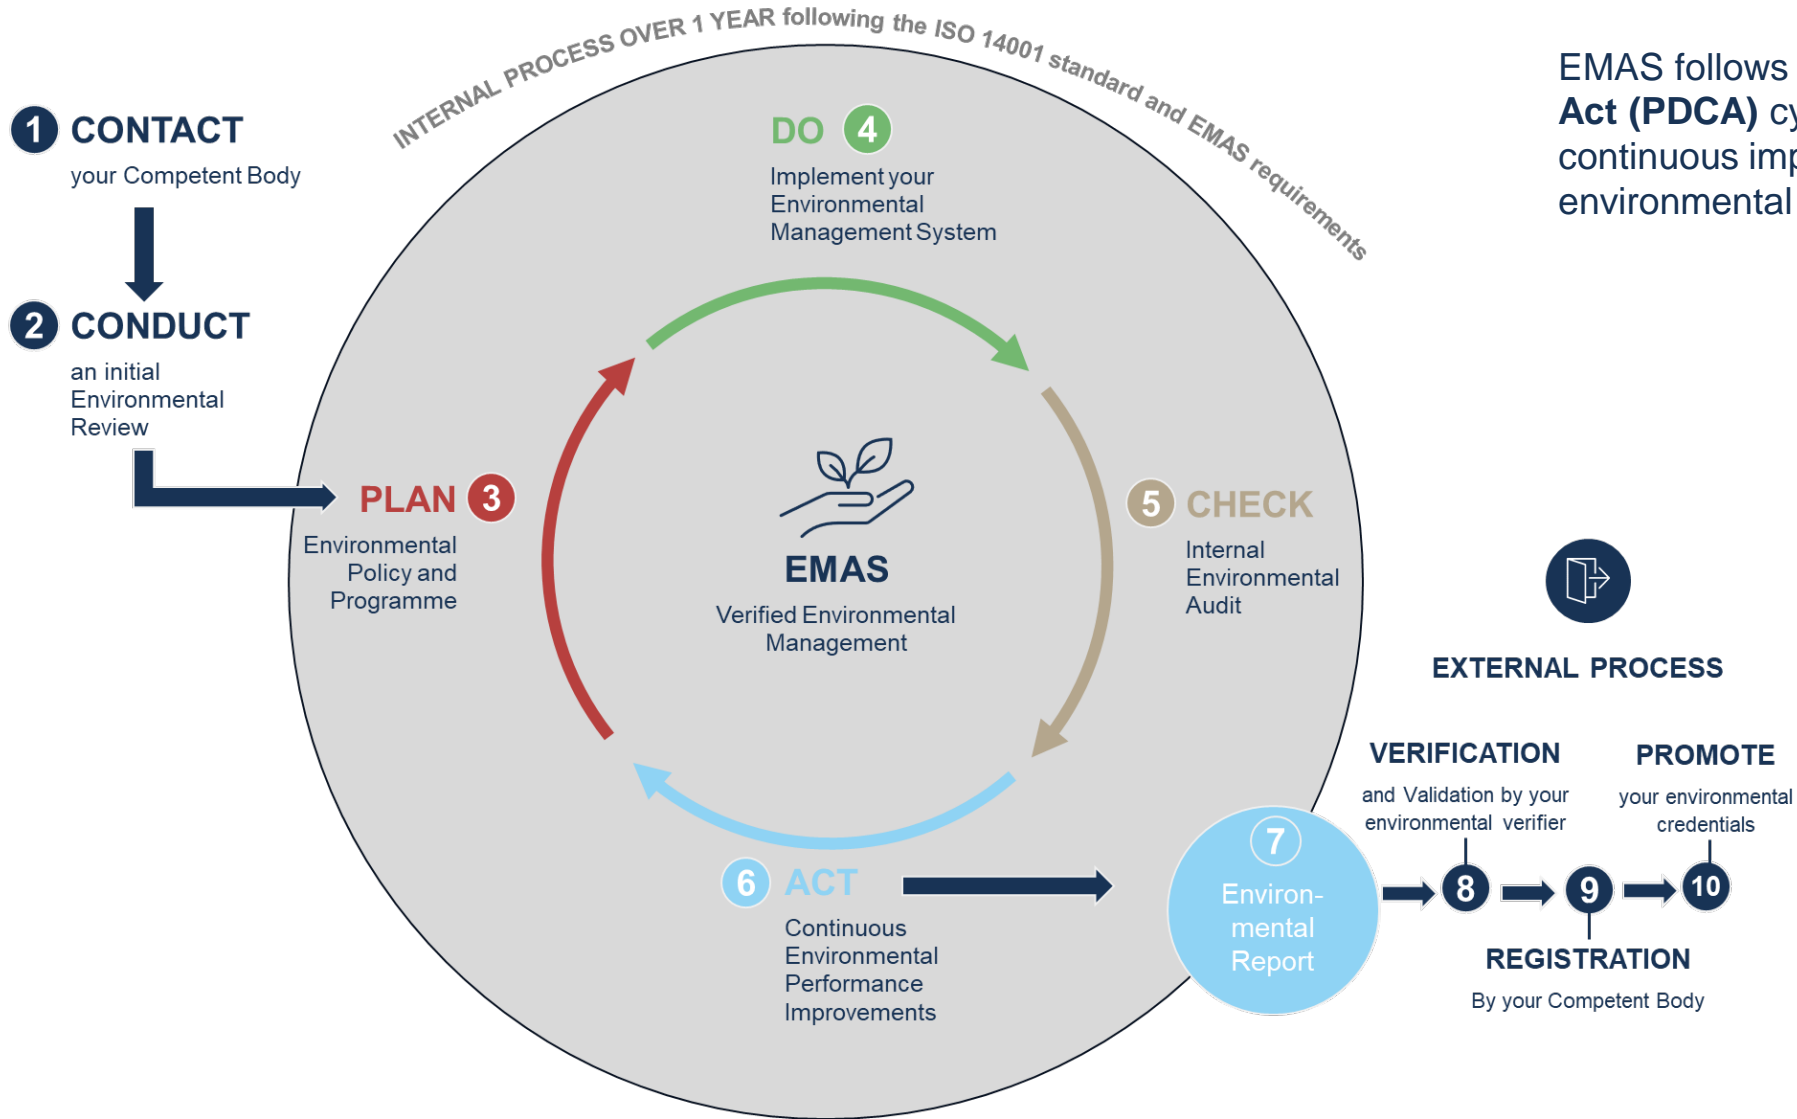 INTERNAL PROCESS OVER 1 YEAR following the ISO 14001 standard and EMAS requirements
EMAS follows
Act (PDCA)
continuous
environmental
1 CONTACT
your Competent Body
2 CONDUCT
an initial
Environmental
Review
PLAN 3
Environmental
Policy and
Programme
DO 4
Implement your
Environmental
Management System
5 CHECK
Internal
Environmental
Audit
6 ACT
Continuous
Environmental
Performance
Improvements
EMAS
Verified Environmental
Management
7
Environ-
mental
Report
EXTERNAL PROCESS
VERIFICATION
and Validation by your
environmental verifier
8
9
REGISTRATION
By your Competent Body
PROMOTE
your environmental
credentials
10